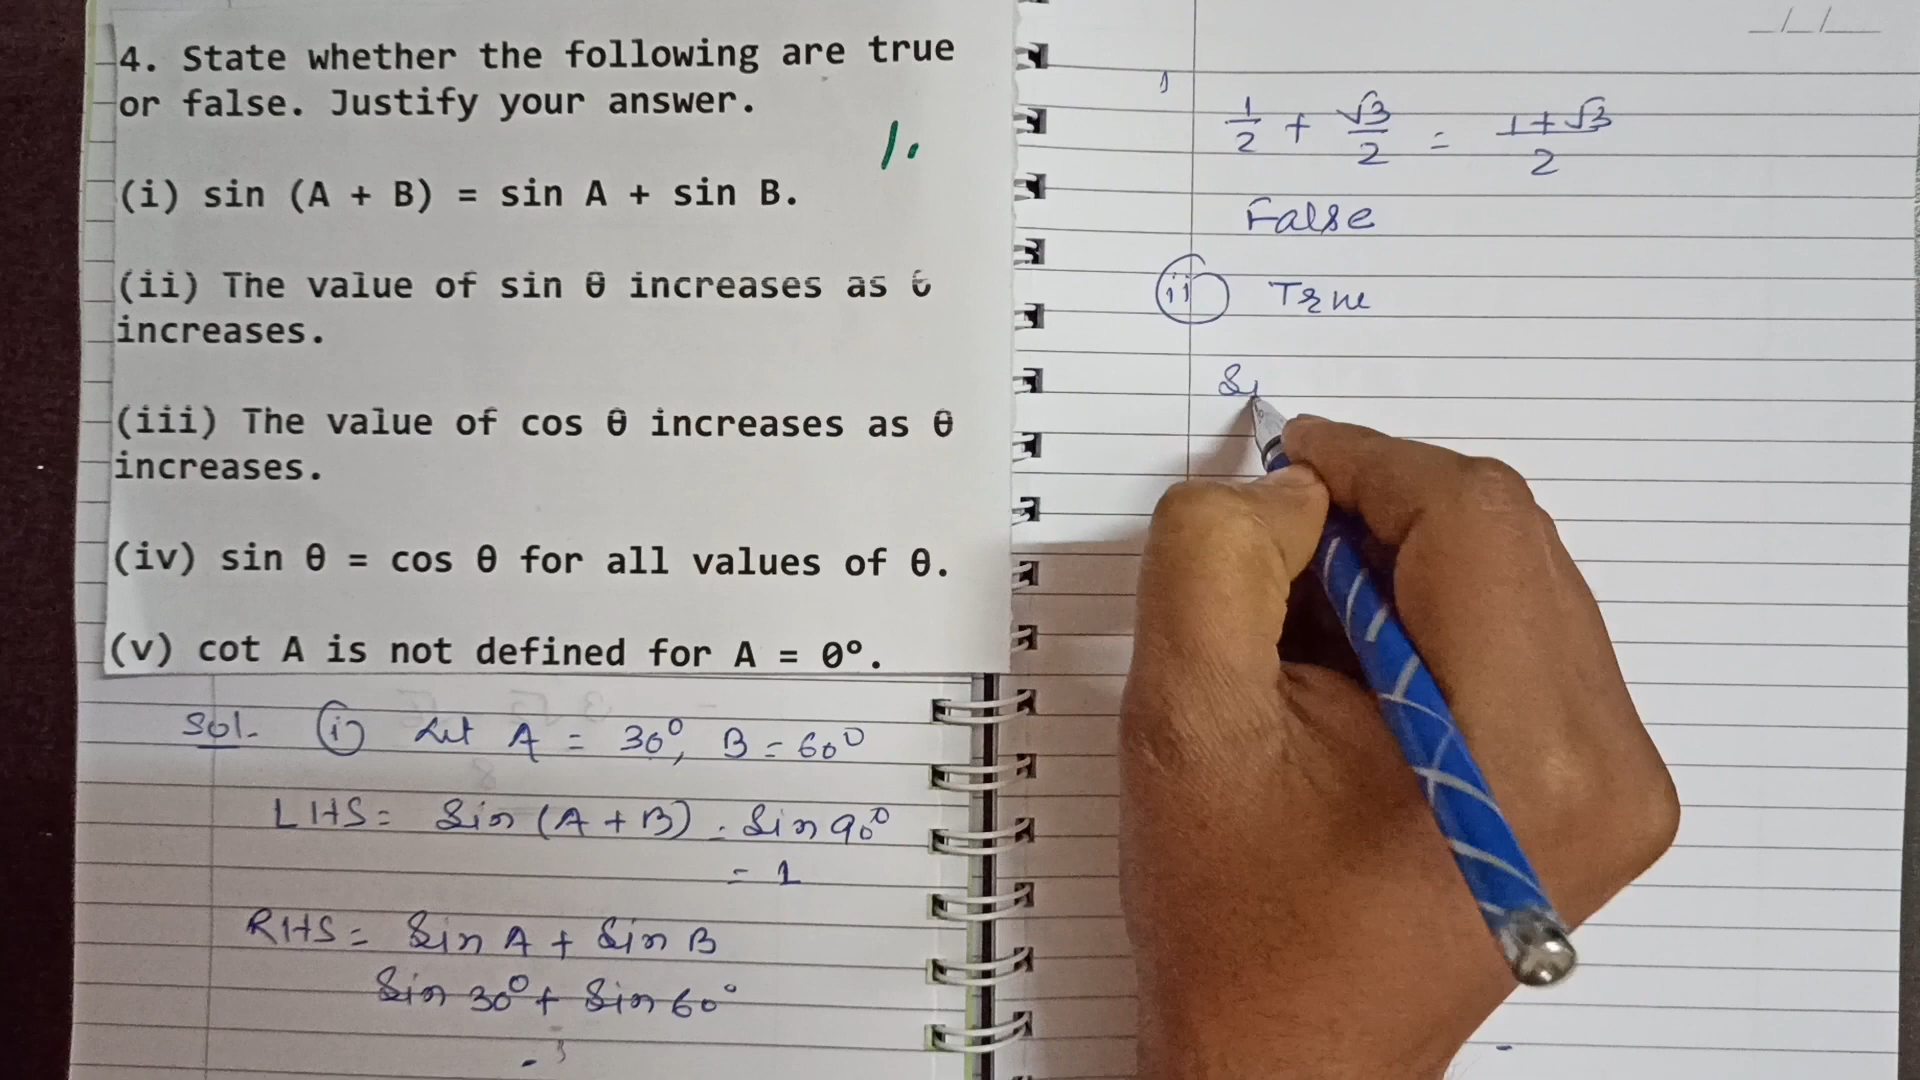 4. State whether the following are true
or false. Justify your answer.
1.
(i) sin (A + B) = sin A + sin B.
(ii) The value of sin θ increases as θ
increases.
(iii) The value of cos θ increases as θ
increases.
(iv) sin θ = cos θ for all values of θ.
(v) cot A is not defined for A = 0°.
Sol. (i) Let A = 30°, B = 60°
LHS = Sin (A + B) = Sin 90°
= 1
RHS = Sin A + Sin B
Sin 30° + Sin 60°
1/2 + √3/2 = 1+√3/2
False
(ii) True
Si